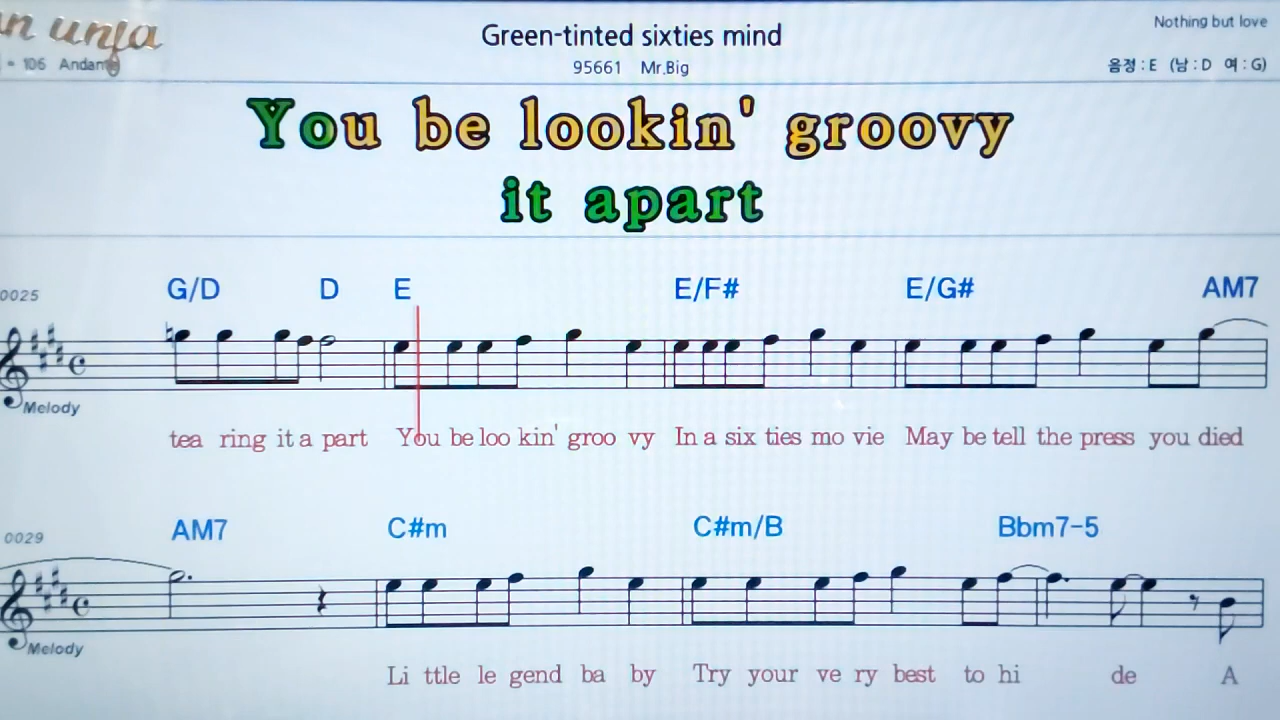 Green-tinted sixties mind
Nothing but love
= 106 Andan
95661 Mr.Big
음정 : E (남 : D 여 : G)
You be lookin' groovy
it apart
G/D D E E/F# E/G# AM7
0025
Melody
tea ring it a part You be loo kin' groo vy In a six ties mo vie May be tell the press you died
AM7 C#m C#m/B Bbm7-5
0029
Melody
Li ttle le gend ba by Try your ve ry best to hi de A